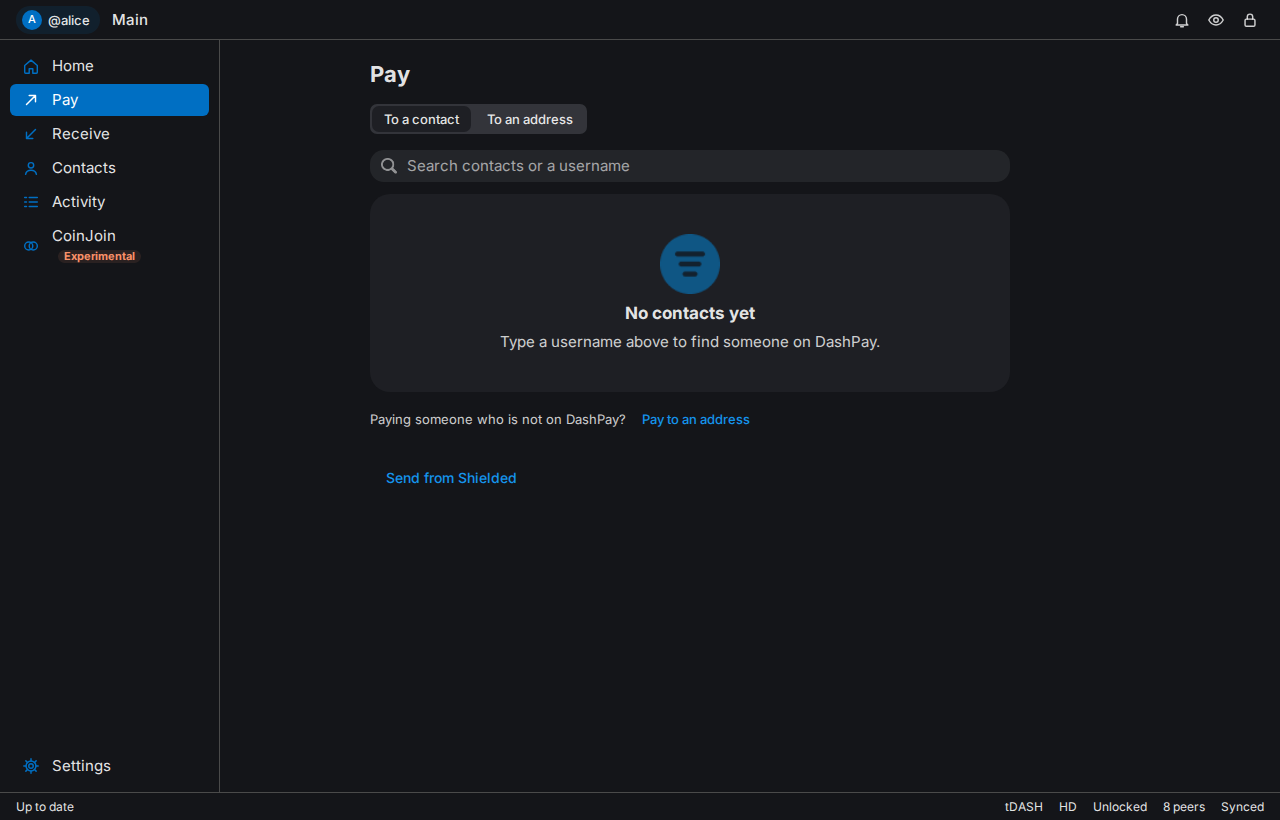 A @alice Main
Home
Pay
Receive
Contacts
Activity
CoinJoin
Experimental
Settings
Pay
To a contact To an address
Search contacts or a username
No contacts yet
Type a username above to find someone on DashPay.
Paying someone who is not on DashPay? Pay to an address
Send from Shielded
Up to date tDASH HD Unlocked 8 peers Synced